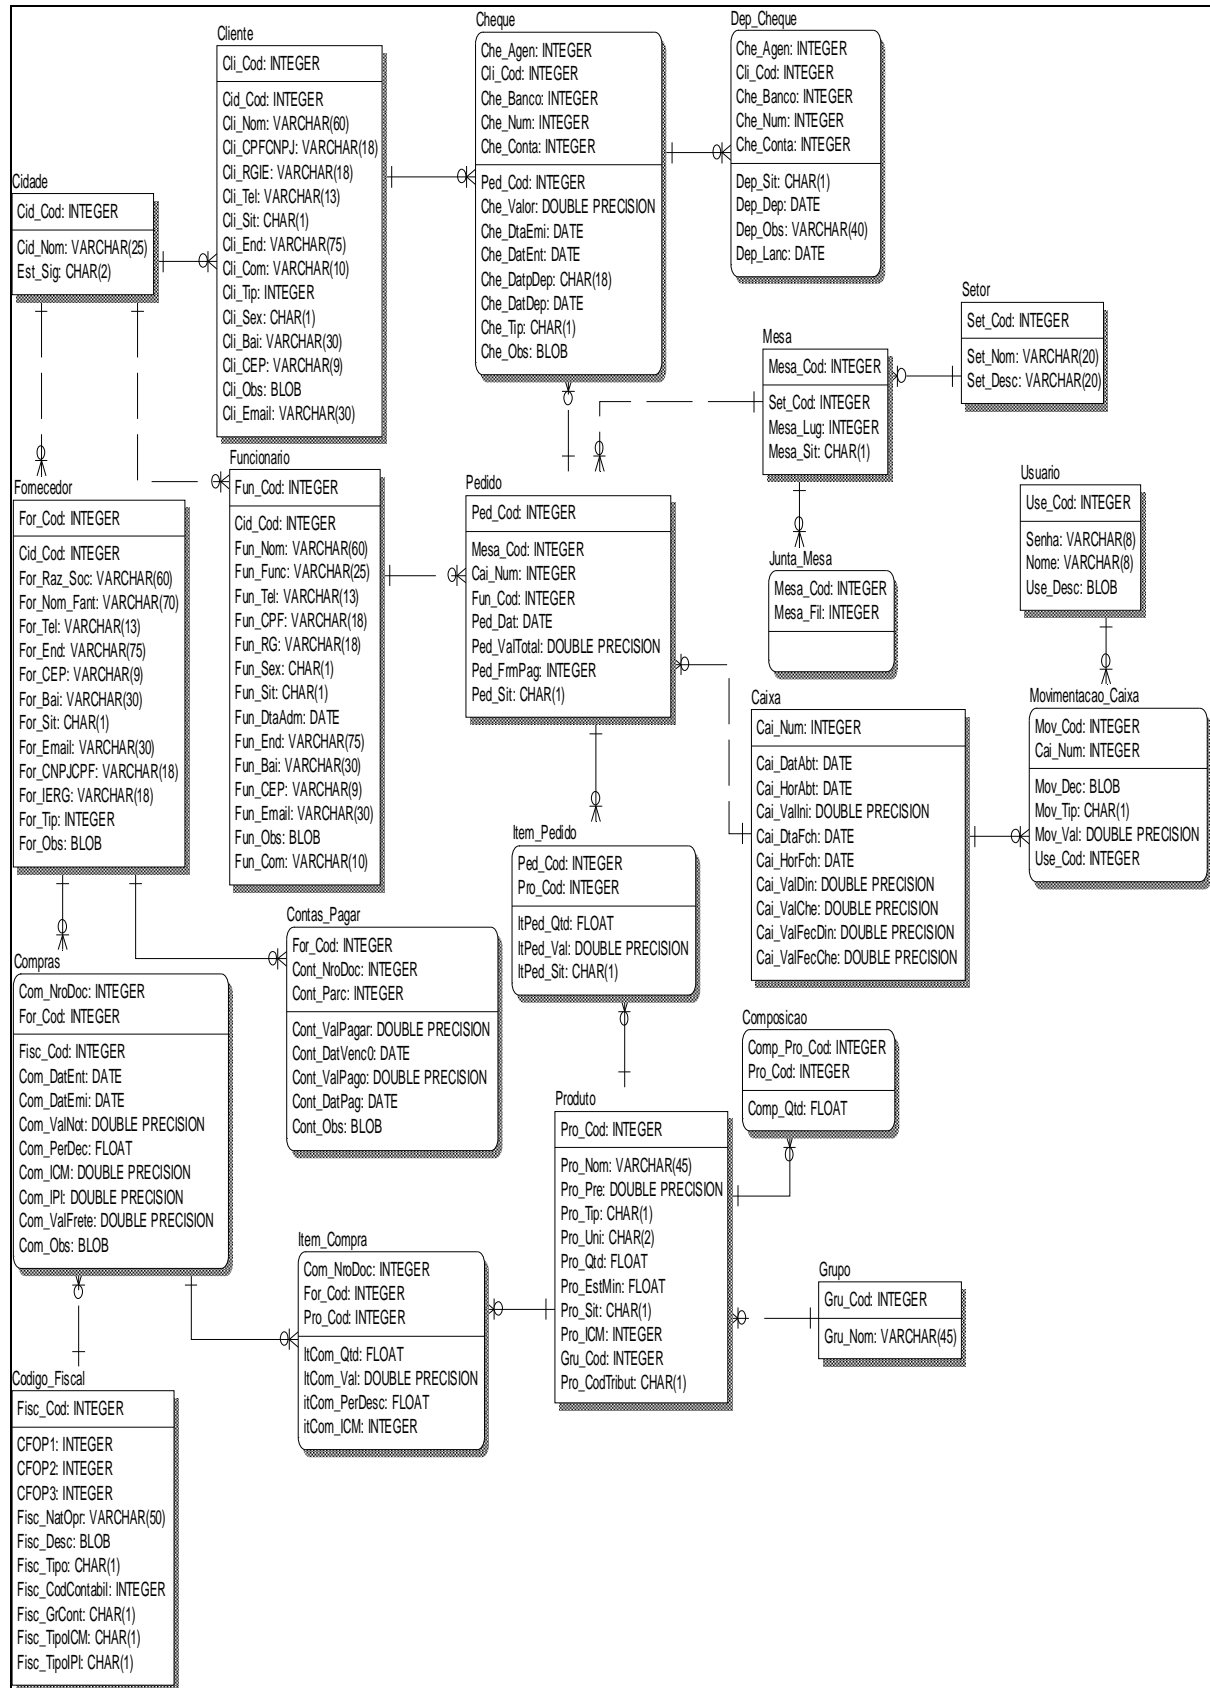 Cliente
Cli_Cod: INTEGER
Cid_Cod: INTEGER
Cli_Nom: VARCHAR(60)
Cli_CPFCNPJ: VARCHAR(18)
Cli_RGIE: VARCHAR(18)
Cli_Tel: VARCHAR(13)
Cli_Sit: CHAR(1)
Cli_End: VARCHAR(75)
Cli_Com: VARCHAR(10)
Cli_Tip: INTEGER
Cli_Sex: CHAR(1)
Cli_Bai: VARCHAR(30)
Cli_CEP: VARCHAR(9)
Cli_Obs: BLOB
Cli_Email: VARCHAR(30)
Cheque
Che_Agen: INTEGER
Cli_Cod: INTEGER
Che_Banco: INTEGER
Che_Num: INTEGER
Che_Conta: INTEGER
Ped_Cod: INTEGER
Che_Valor: DOUBLE PRECISION
Che_DtaEmi: DATE
Che_DatEnt: DATE
Che_DatpDep: CHAR(18)
Che_DatDep: DATE
Che_Tip: CHAR(1)
Che_Obs: BLOB
Dep_Cheque
Che_Agen: INTEGER
Cli_Cod: INTEGER
Che_Banco: INTEGER
Che_Num: INTEGER
Che_Conta: INTEGER
Dep_Sit: CHAR(1)
Dep_Dep: DATE
Dep_Obs: VARCHAR(40)
Dep_Lanc: DATE
Cidade
Cid_Cod: INTEGER
Cid_Nom: VARCHAR(25)
Est_Sig: CHAR(2)
Setor
Set_Cod: INTEGER
Set_Nom: VARCHAR(20)
Set_Desc: VARCHAR(20)
Mesa
Mesa_Cod: INTEGER
Set_Cod: INTEGER
Mesa_Lug: INTEGER
Mesa_Sit: CHAR(1)
Fornecedor
For_Cod: INTEGER
Cid_Cod: INTEGER
For_Raz_Soc: VARCHAR(60)
For_Nom_Fant: VARCHAR(70)
For_Tel: VARCHAR(13)
For_End: VARCHAR(75)
For_CEP: VARCHAR(9)
For_Bai: VARCHAR(30)
For_Sit: CHAR(1)
For_Email: VARCHAR(30)
For_CNPJCPF: VARCHAR(18)
For_IERG: VARCHAR(18)
For_Tip: INTEGER
For_Obs: BLOB
Funcionario
Fun_Cod: INTEGER
Cid_Cod: INTEGER
Fun_Nom: VARCHAR(60)
Fun_Func: VARCHAR(25)
Fun_Tel: VARCHAR(13)
Fun_CPF: VARCHAR(18)
Fun_RG: VARCHAR(18)
Fun_Sex: CHAR(1)
Fun_Sit: CHAR(1)
Fun_DtaAdm: DATE
Fun_End: VARCHAR(75)
Fun_Bai: VARCHAR(30)
Fun_CEP: VARCHAR(9)
Fun_Email: VARCHAR(30)
Fun_Obs: BLOB
Fun_Com: VARCHAR(10)
Pedido
Ped_Cod: INTEGER
Mesa_Cod: INTEGER
Cai_Num: INTEGER
Fun_Cod: INTEGER
Ped_Dat: DATE
Ped_ValTotal: DOUBLE PRECISION
Ped_FrmPag: INTEGER
Ped_Sit: CHAR(1)
Junta_Mesa
Mesa_Cod: INTEGER
Mesa_Fil: INTEGER
Usuario
Use_Cod: INTEGER
Senha: VARCHAR(8)
Nome: VARCHAR(8)
Use_Desc: BLOB
Caixa
Cai_Num: INTEGER
Cai_DatAbt: DATE
Cai_HorAbt: DATE
Cai_ValIni: DOUBLE PRECISION
Cai_DtaFch: DATE
Cai_HorFch: DATE
Cai_ValDin: DOUBLE PRECISION
Cai_ValChe: DOUBLE PRECISION
Cai_ValFecDin: DOUBLE PRECISION
Cai_ValFecChe: DOUBLE PRECISION
Movimentacao_Caixa
Mov_Cod: INTEGER
Cai_Num: INTEGER
Mov_Dec: BLOB
Mov_Tip: CHAR(1)
Mov_Val: DOUBLE PRECISION
Use_Cod: INTEGER
Item_Pedido
Ped_Cod: INTEGER
Pro_Cod: INTEGER
ItPed_Qtd: FLOAT
ItPed_Val: DOUBLE PRECISION
ItPed_Sit: CHAR(1)
Contas_Pagar
For_Cod: INTEGER
Cont_NroDoc: INTEGER
Cont_Parc: INTEGER
Cont_ValPagar: DOUBLE PRECISION
Cont_DatVenc0: DATE
Cont_ValPago: DOUBLE PRECISION
Cont_DatPag: DATE
Cont_Obs: BLOB
Compras
Com_NroDoc: INTEGER
For_Cod: INTEGER
Fisc_Cod: INTEGER
Com_DatEnt: DATE
Com_DatEmi: DATE
Com_ValNot: DOUBLE PRECISION
Com_PerDec: FLOAT
Com_ICM: DOUBLE PRECISION
Com_IPI: DOUBLE PRECISION
Com_ValFrete: DOUBLE PRECISION
Com_Obs: BLOB
Composicao
Comp_Pro_Cod: INTEGER
Pro_Cod: INTEGER
Comp_Qtd: FLOAT
Produto
Pro_Cod: INTEGER
Pro_Nom: VARCHAR(45)
Pro_Pre: DOUBLE PRECISION
Pro_Tip: CHAR(1)
Pro_Uni: CHAR(2)
Pro_Qtd: FLOAT
Pro_EstMin: FLOAT
Pro_Sit: CHAR(1)
Pro_ICM: INTEGER
Gru_Cod: INTEGER
Pro_CodTribut: CHAR(1)
Item_Compra
Com_NroDoc: INTEGER
For_Cod: INTEGER
Pro_Cod: INTEGER
ItCom_Qtd: FLOAT
ItCom_Val: DOUBLE PRECISION
itCom_PerDesc: FLOAT
itCom_ICM: INTEGER
Grupo
Gru_Cod: INTEGER
Gru_Nom: VARCHAR(45)
Codigo_Fiscal
Fisc_Cod: INTEGER
CFOP1: INTEGER
CFOP2: INTEGER
CFOP3: INTEGER
Fisc_NatOpr: VARCHAR(50)
Fisc_Desc: BLOB
Fisc_Tipo: CHAR(1)
Fisc_CodContabil: INTEGER
Fisc_GrCont: CHAR(1)
Fisc_TipoICM: CHAR(1)
Fisc_TipoIPI: CHAR(1)